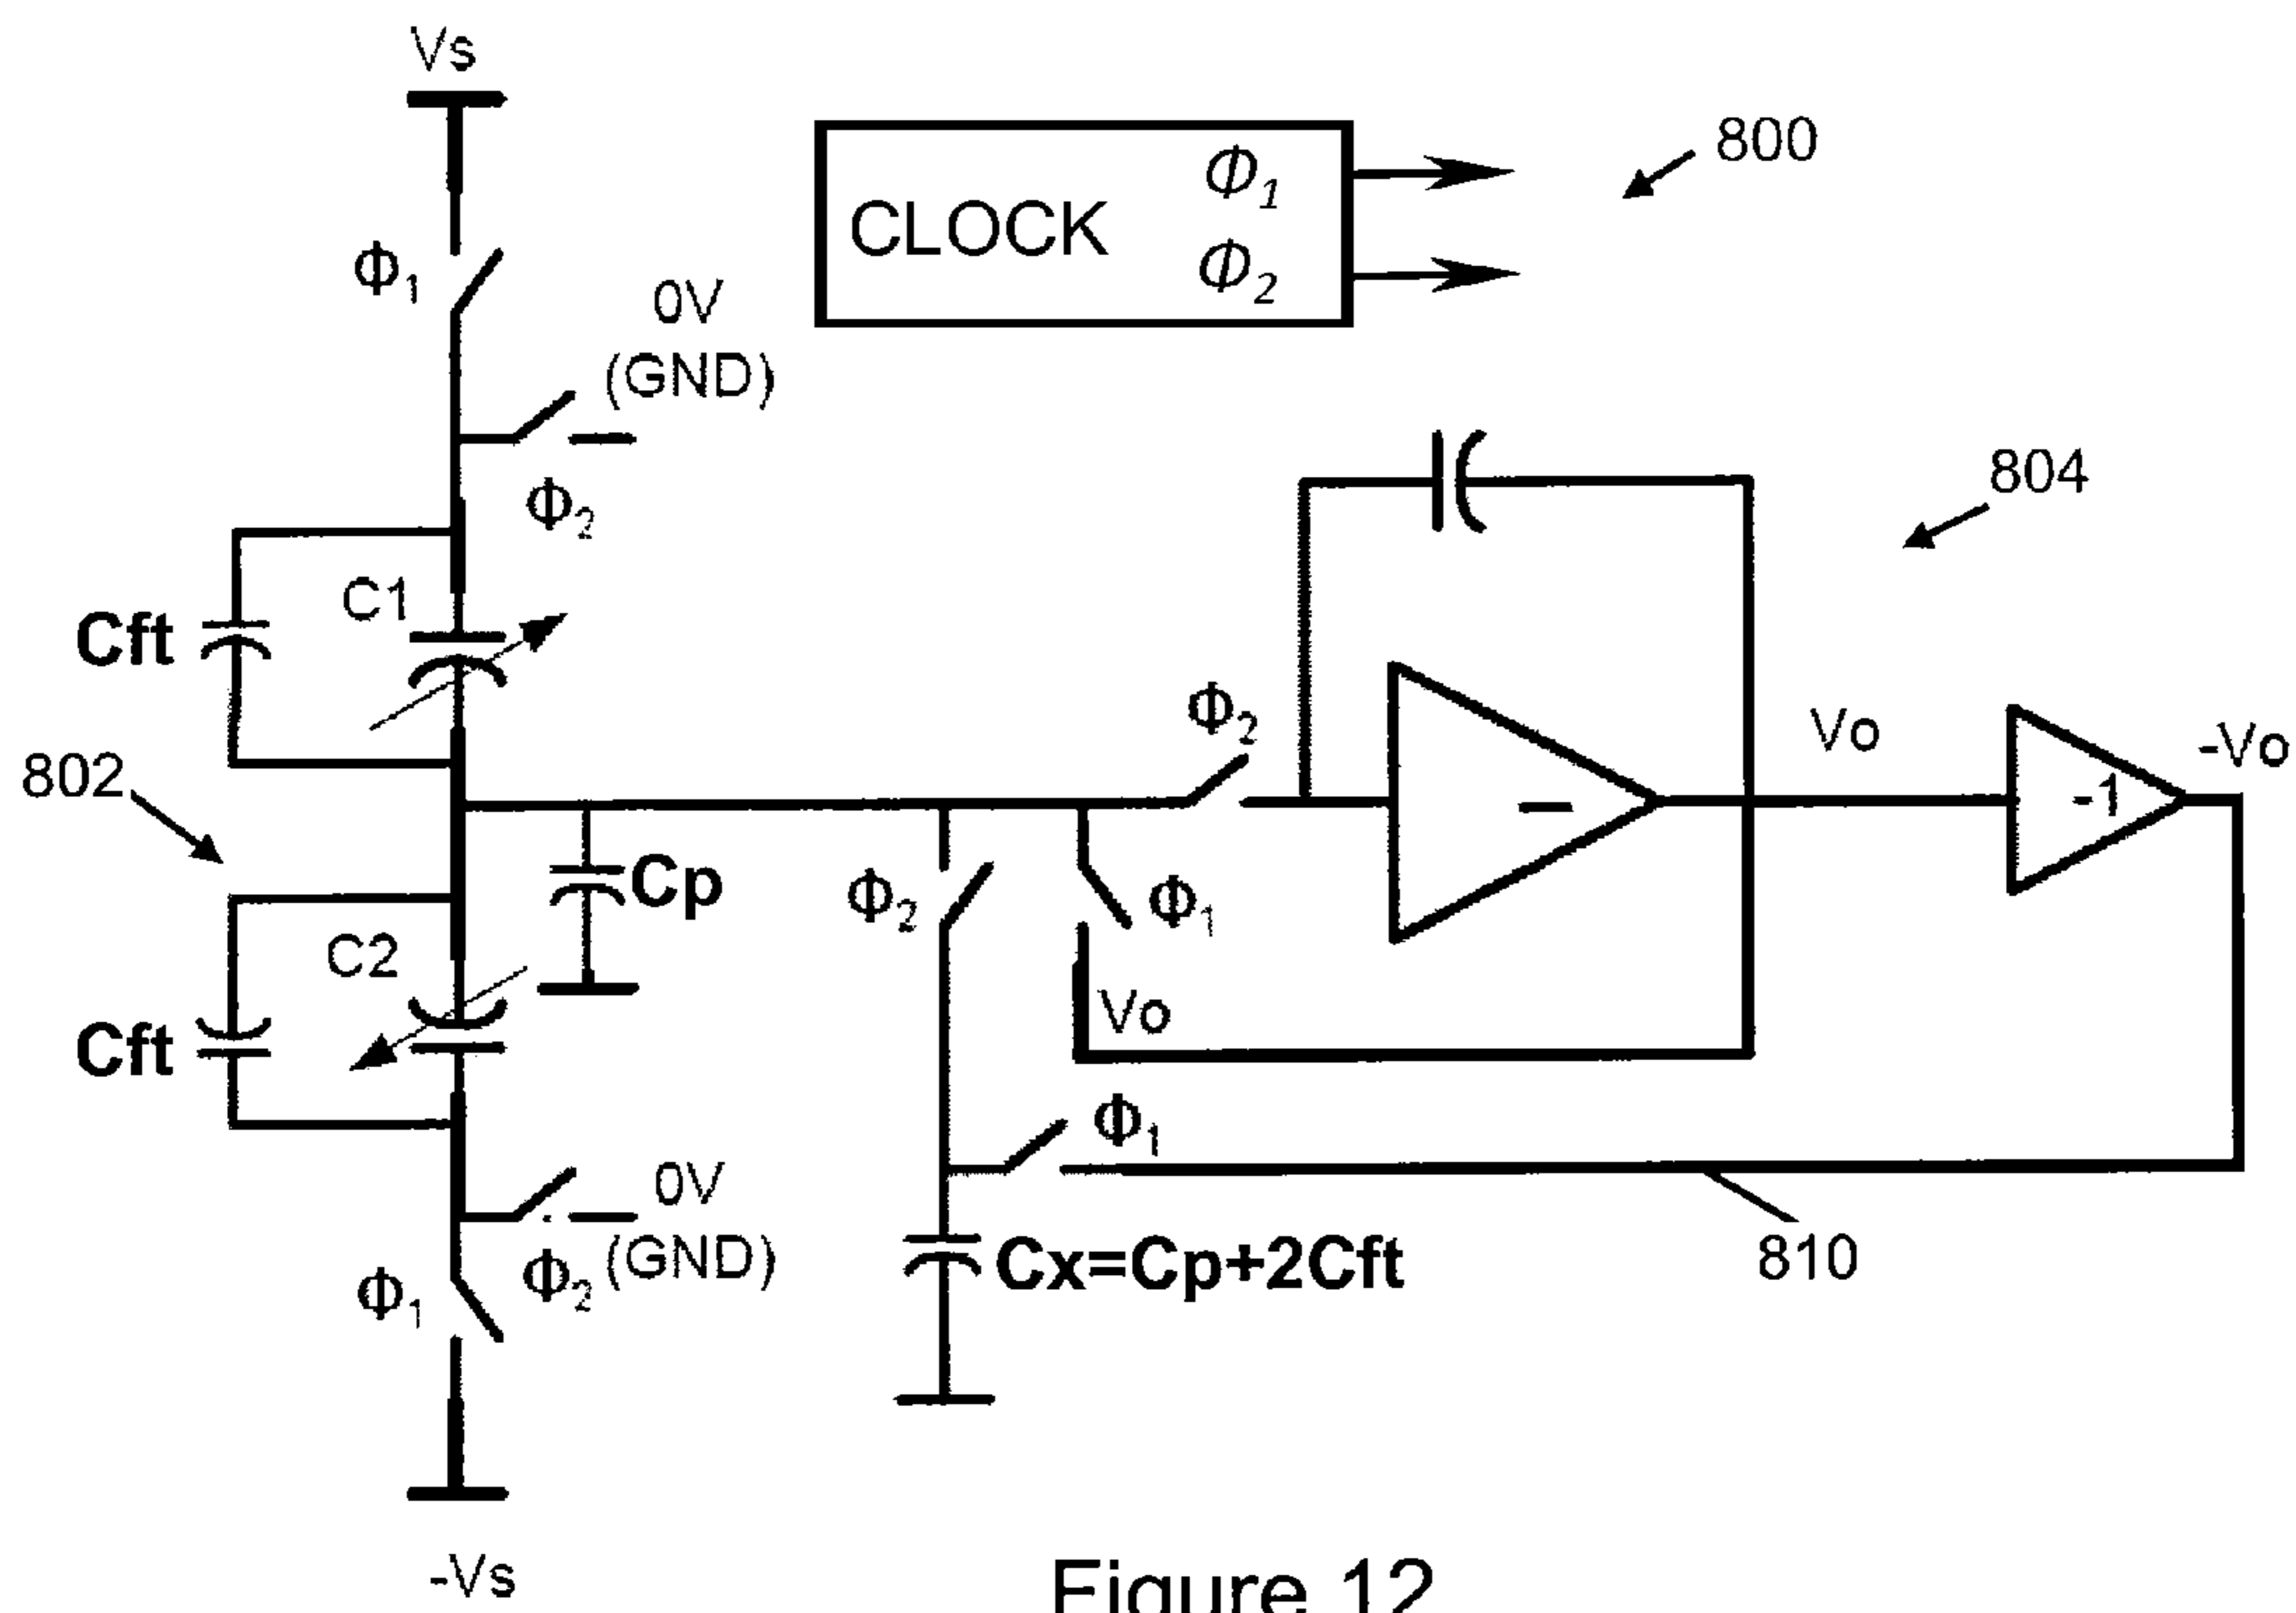 Vs
CLOCK
Φ1
Φ2
800
Φ1
0V
(GND)
Φ2
804
Cft
C1
802
Φ2
Vo
-1
-Vo
Cp
Φ2
Φ1
C2
Cft
Vo
Φ1
0V
(GND)
Φ2
Φ1
Cx=Cp+2Cft
810
-Vs
Figure 12